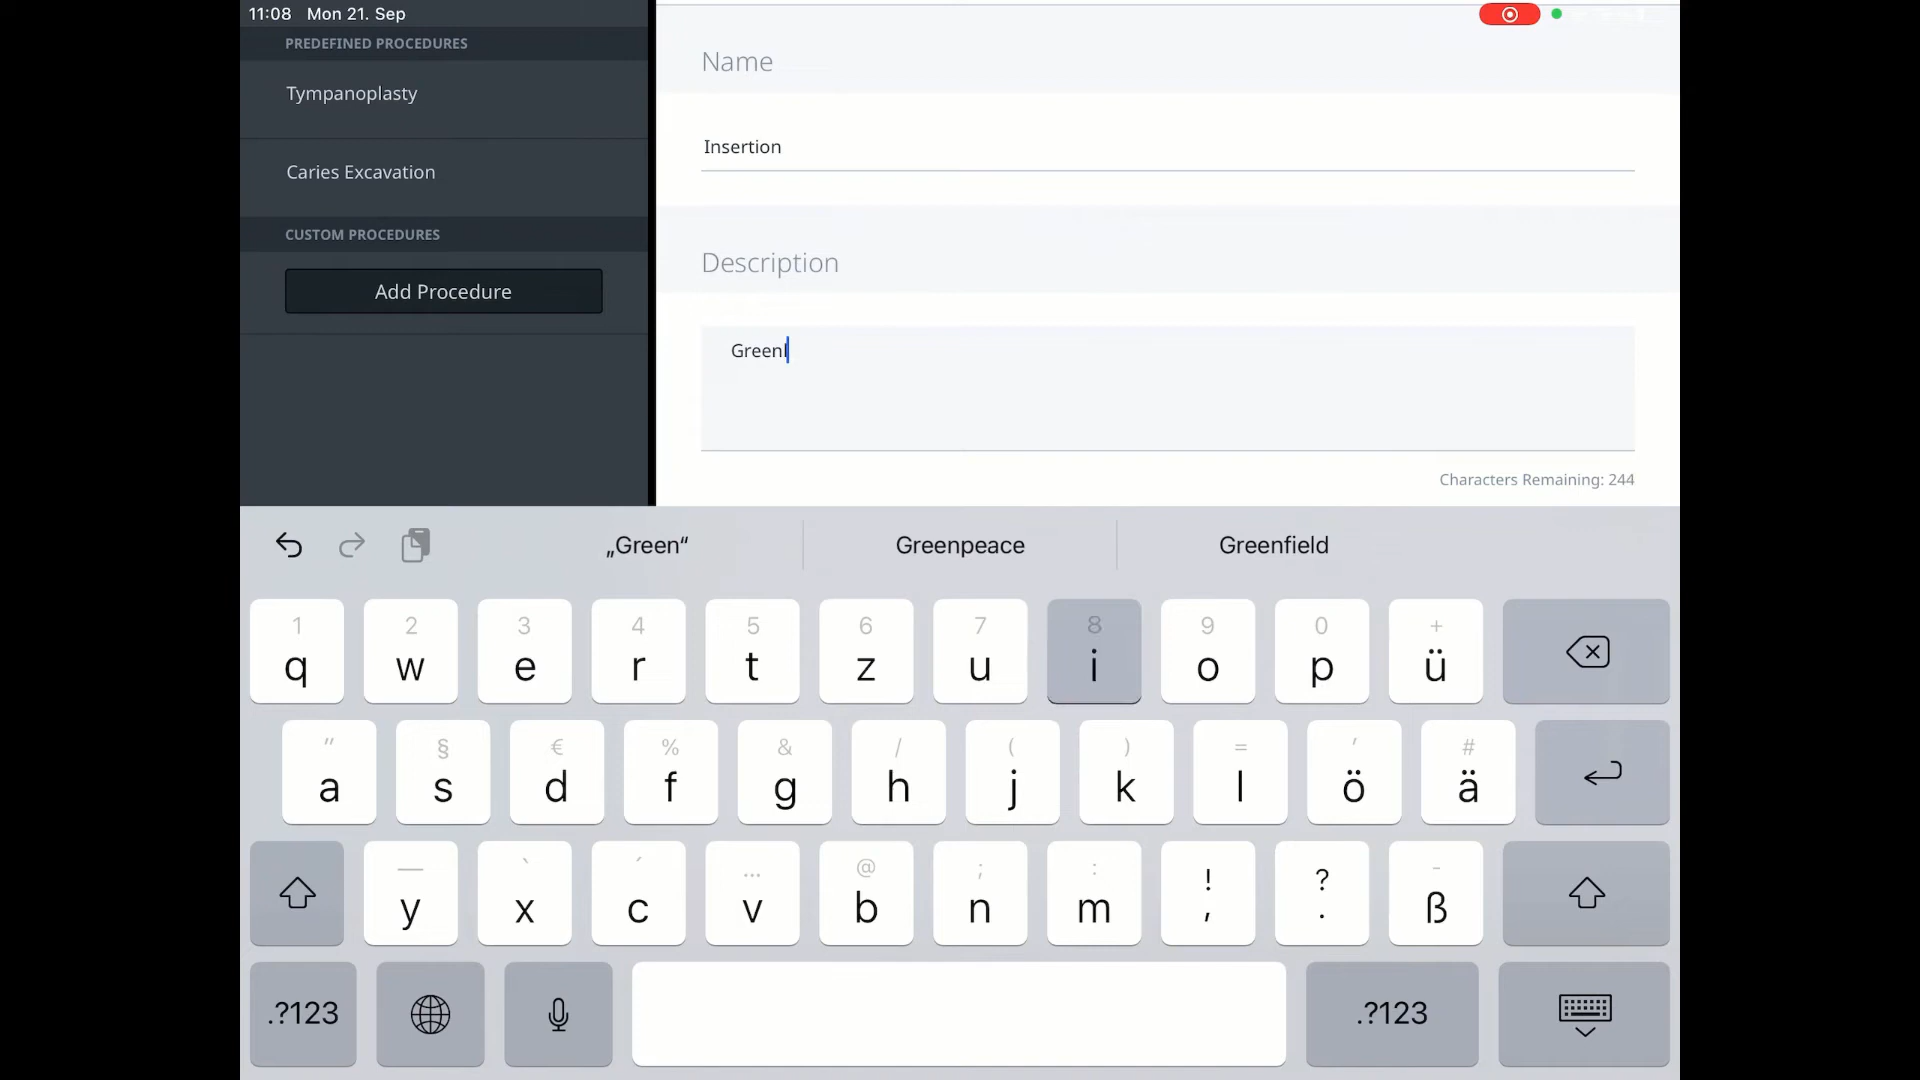 11:08 Mon 21. Sep
PREDEFINED PROCEDURES
Tympanoplasty
Caries Excavation
CUSTOM PROCEDURES
Add Procedure
Name
Insertion
Description
Greenl
Characters Remaining: 244
„Green“ Greenpeace Greenfield
1 2 3 4 5 6 7 8 9 0 +
q w e r t z u i o p ü
" § € % & / ( ) = ' #
a s d f g h j k l ö ä
— ` ´ ... @ ; : ! ? -
y x c v b n m , . ß
.?123 .?123